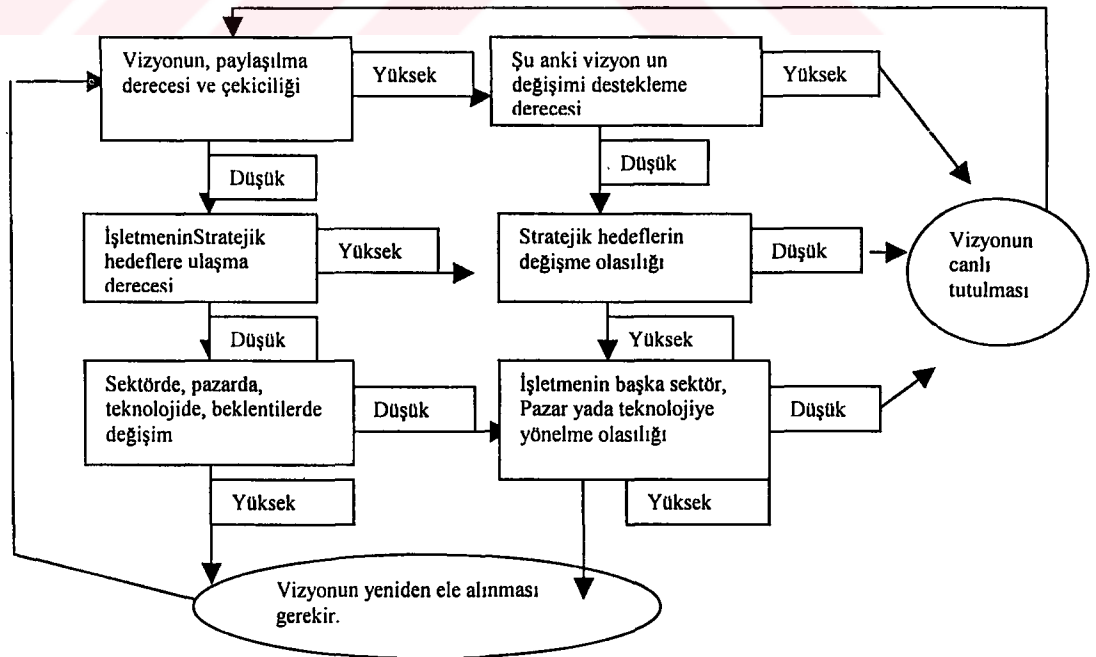 Vizyonun, paylaşılma
derecesi ve çekiciliği
Yüksek
Şu anki vizyon un
değişimi destekleme
derecesi
Yüksek
Düşük
Düşük
İşletmeninStratejik
hedeflere ulaşma
derecesi
Yüksek
Stratejik hedeflerin
değişme olasılığı
Düşük
Vizyonun
canlı
tutulması
Düşük
Yüksek
Sektörde, pazarda,
teknolojide, beklentilerde
değişim
Düşük
İşletmenin başka sektör,
Pazar yada teknolojiye
yönelme olasılığı
Düşük
Yüksek
Yüksek
Vizyonun yeniden ele alınması
gerekir.